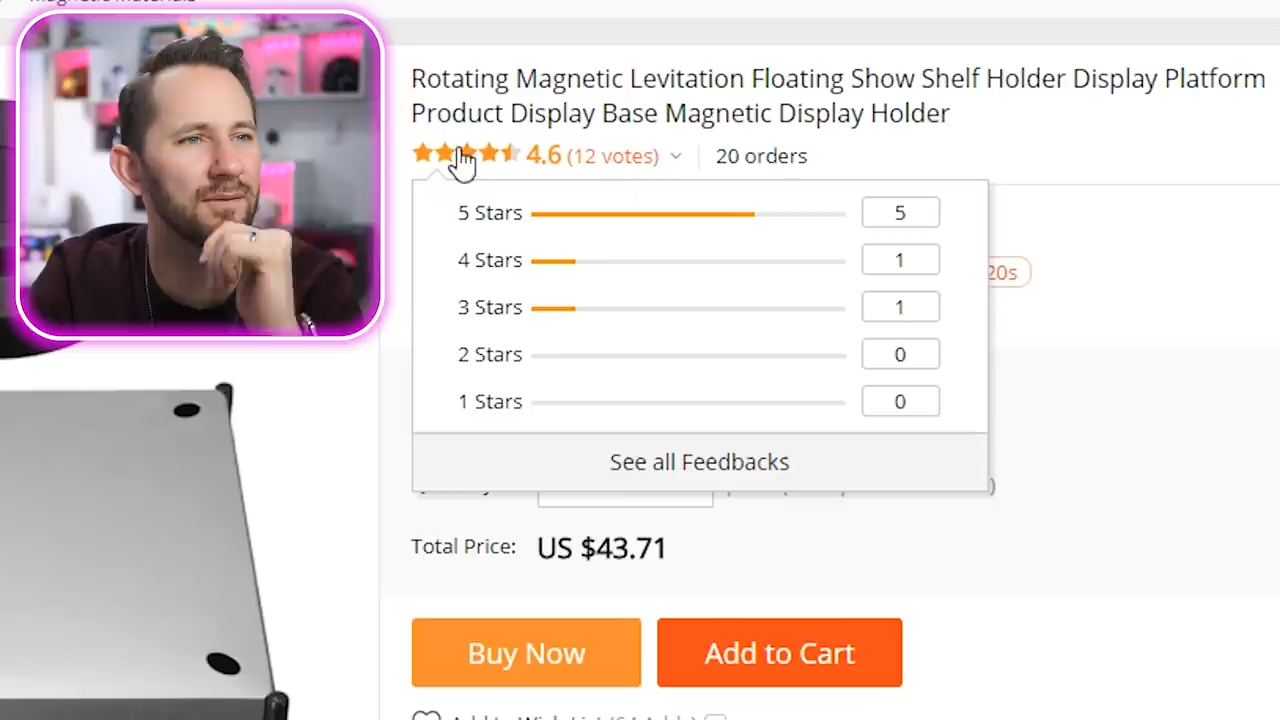 Rotating Magnetic Levitation Floating Show Shelf Holder Display Platform
Product Display Base Magnetic Display Holder
4.6 (12 votes)
20 orders
5 Stars 5
4 Stars 1
3 Stars 1
2 Stars 0
1 Stars 0
20s
See all Feedbacks
Total Price: US $43.71
Buy Now
Add to Cart